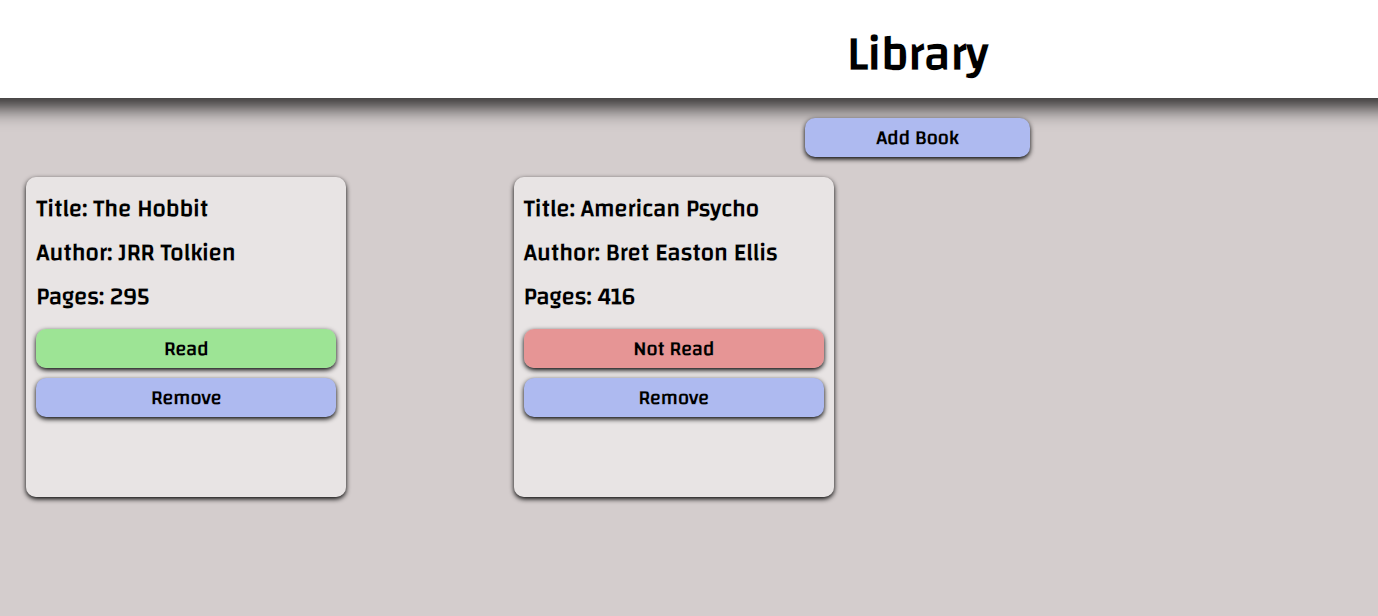 Library
Add Book
Title: The Hobbit
Author: JRR Tolkien
Pages: 295
Read
Remove
Title: American Psycho
Author: Bret Easton Ellis
Pages: 416
Not Read
Remove